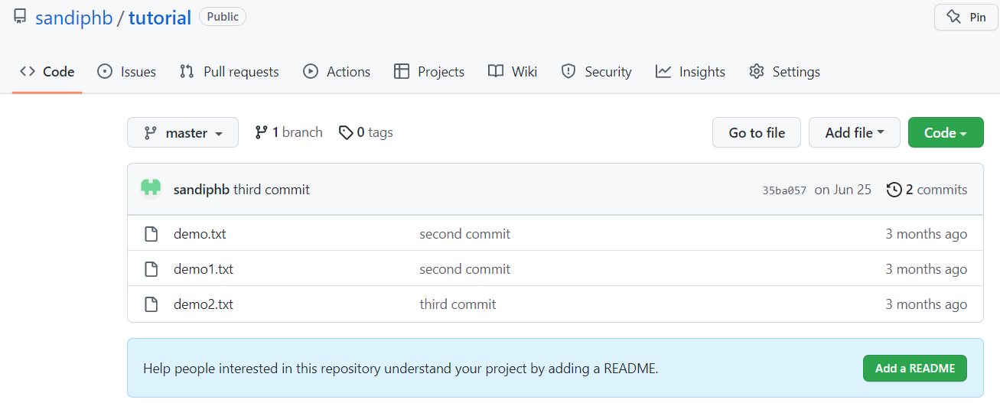 sandiphb / tutorial Public Pin
Code Issues Pull requests Actions Projects Wiki Security Insights Settings
master 1 branch 0 tags Go to file Add file Code
sandiphb third commit 35ba057 on Jun 25 2 commits
demo.txt second commit 3 months ago
demo1.txt second commit 3 months ago
demo2.txt third commit 3 months ago
Help people interested in this repository understand your project by adding a README. Add a README